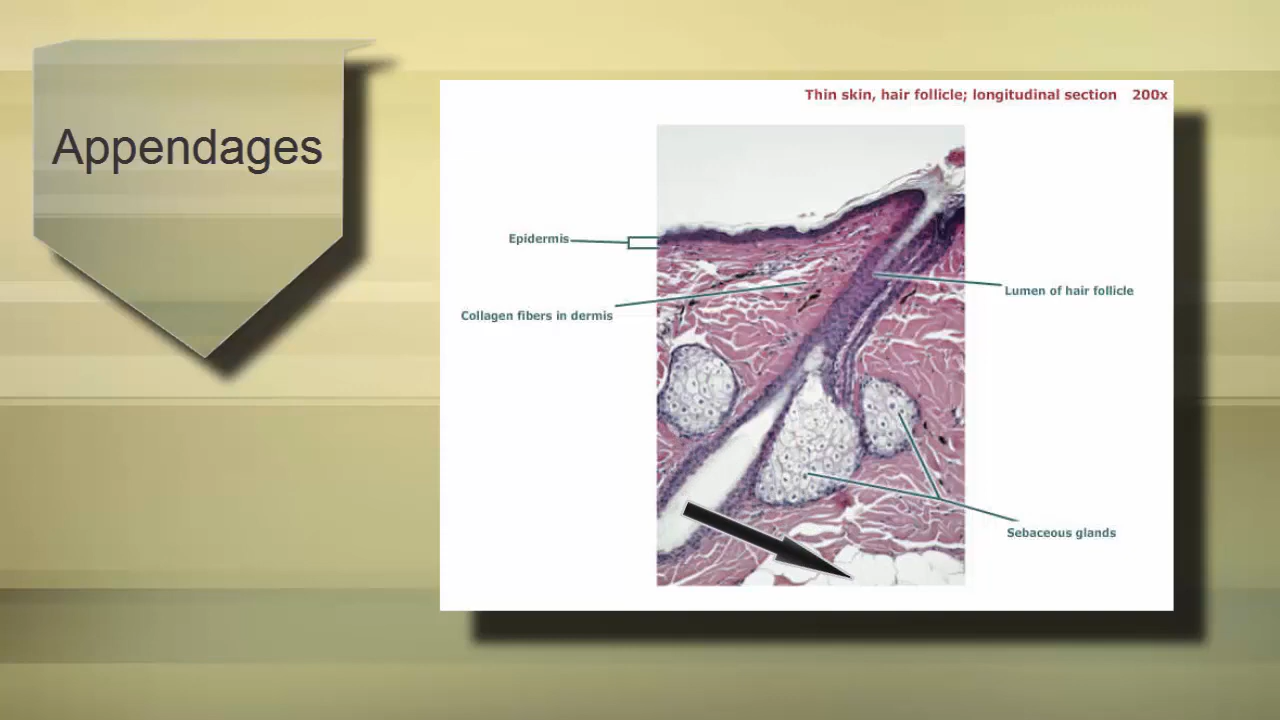 Appendages
Thin skin, hair follicle; longitudinal section 200x
Epidermis
Lumen of hair follicle
Collagen fibers in dermis
Sebaceous glands